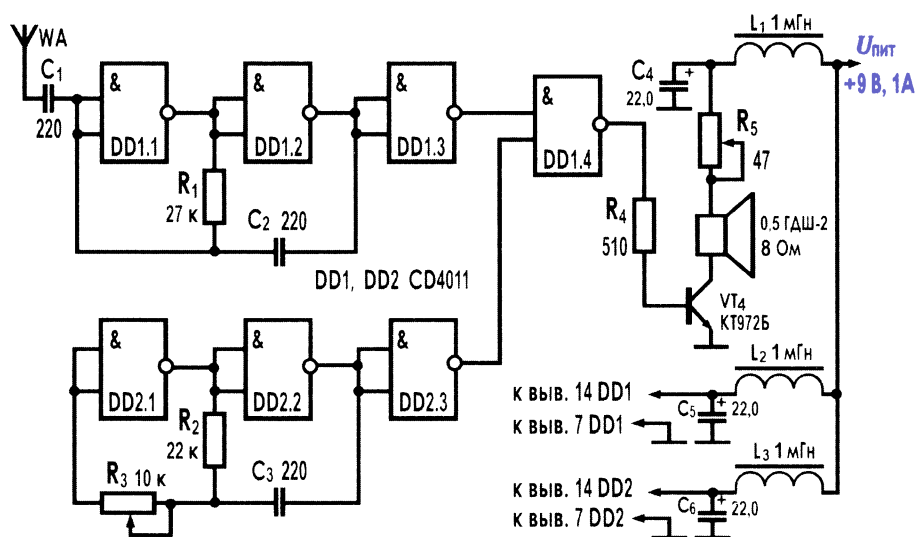 WA
C1
220
&
DD1.1
&
DD1.2
&
DD1.3
&
DD1.4
R1
27 к
C2 220
DD1, DD2 CD4011
C4
+
22,0
L1 1 мГн
Uпит
+9 В, 1А
R5
47
R4
510
0,5 ГДШ-2
8 Ом
VT4
КТ972Б
&
DD2.1
&
DD2.2
&
DD2.3
R2
22 к
R3 10 к
C3 220
L2 1 мГн
к выв. 14 DD1
C5
+
22,0
к выв. 7 DD1
L3 1 мГн
к выв. 14 DD2
C6
+
22,0
к выв. 7 DD2